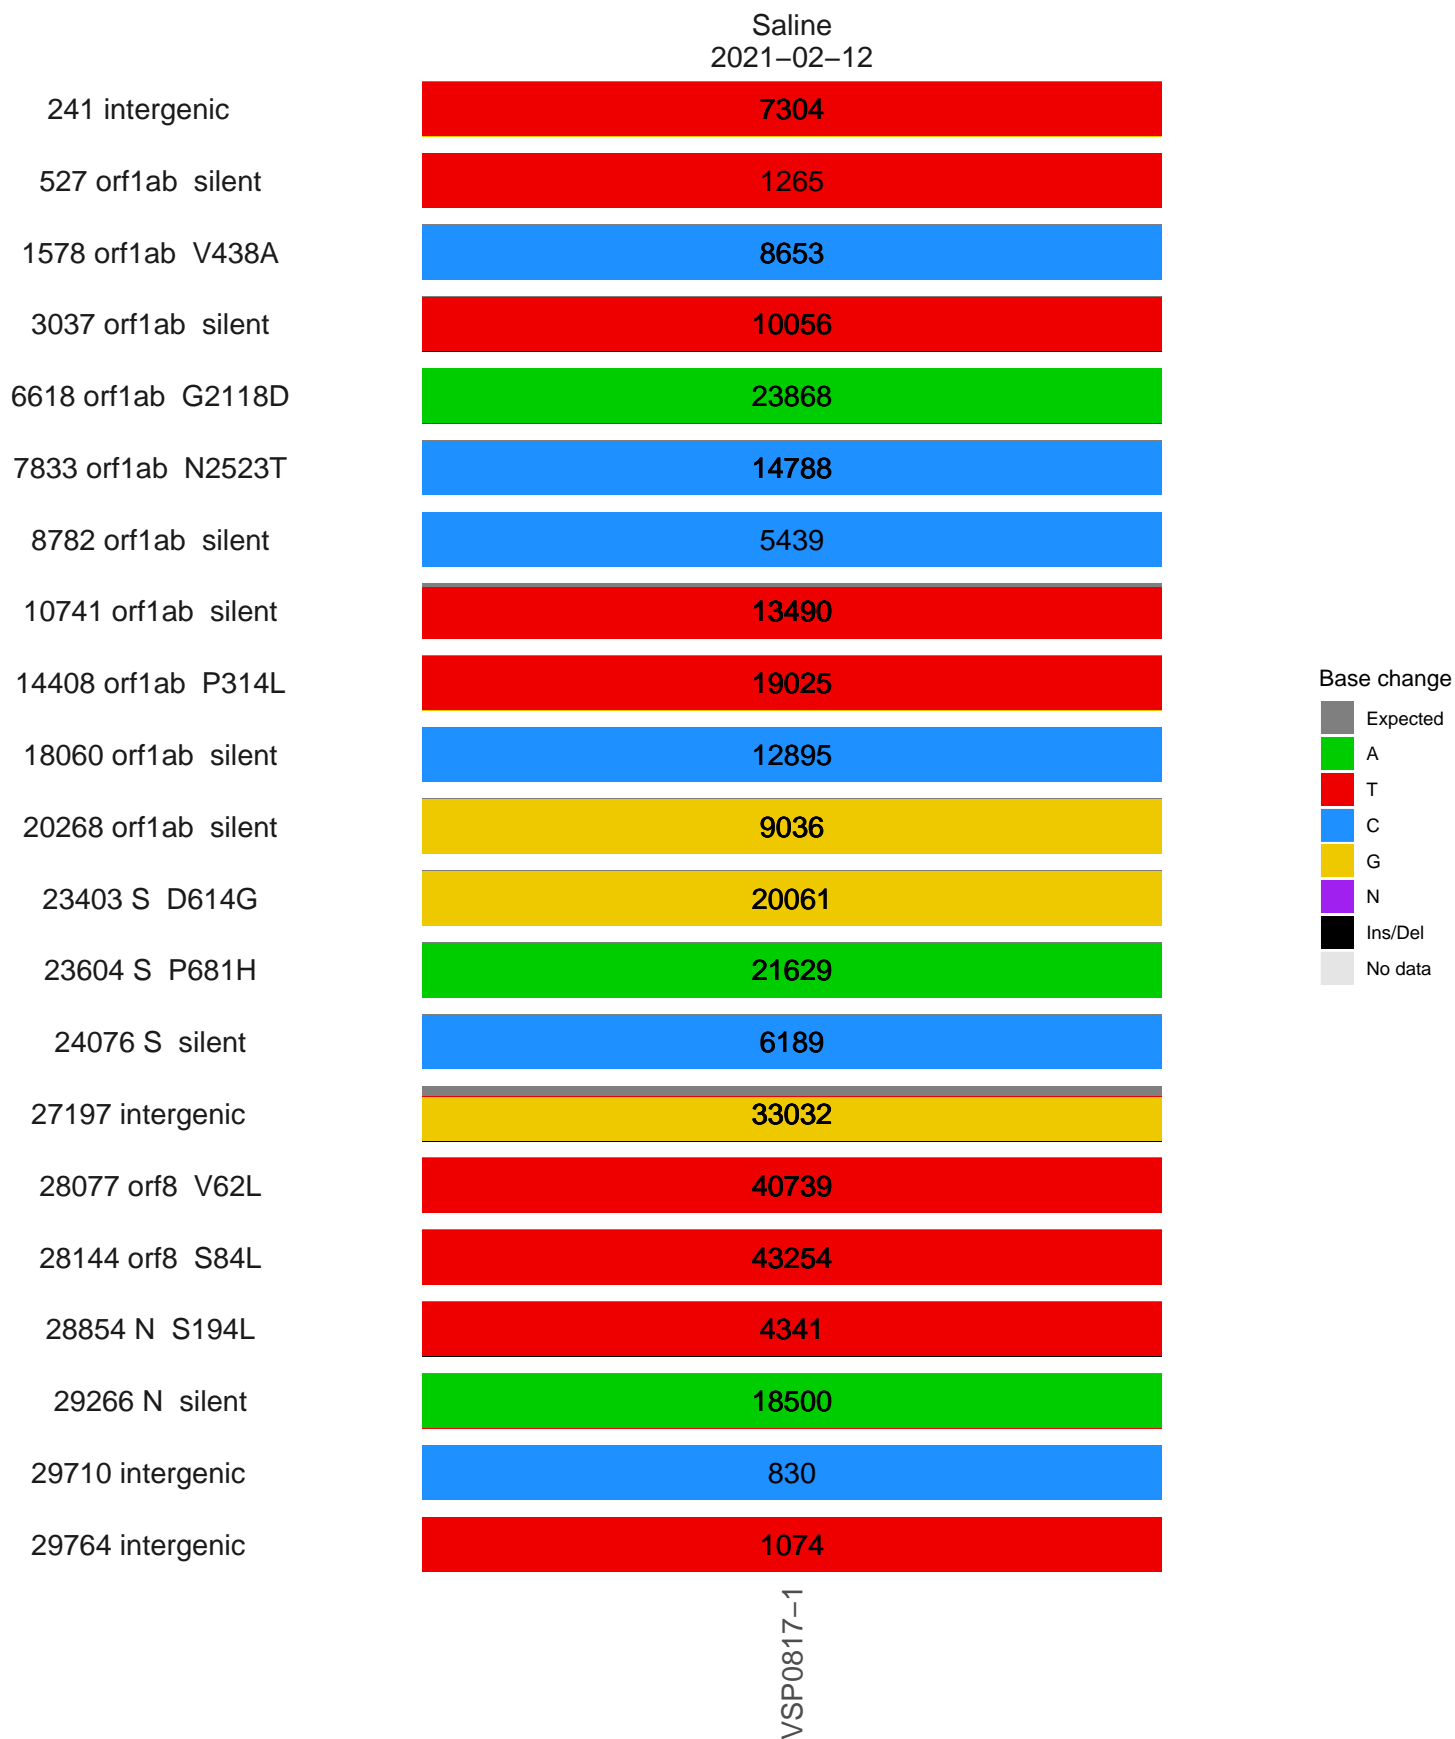 Saline
2021−02−12
241 intergenic 7304
527 orf1ab silent 1265
1578 orf1ab V438A 8653
3037 orf1ab silent 10056
6618 orf1ab G2118D 23868
7833 orf1ab N2523T 14788
8782 orf1ab silent 5439
10741 orf1ab silent 13490
14408 orf1ab P314L 19025
18060 orf1ab silent 12895
20268 orf1ab silent 9036
23403 S D614G 20061
23604 S P681H 21629
24076 S silent 6189
27197 intergenic 33032
28077 orf8 V62L 40739
28144 orf8 S84L 43254
28854 N S194L 4341
29266 N silent 18500
29710 intergenic 830
29764 intergenic 1074
VSP0817−1
Base change
Expected
A
T
C
G
N
Ins/Del
No data